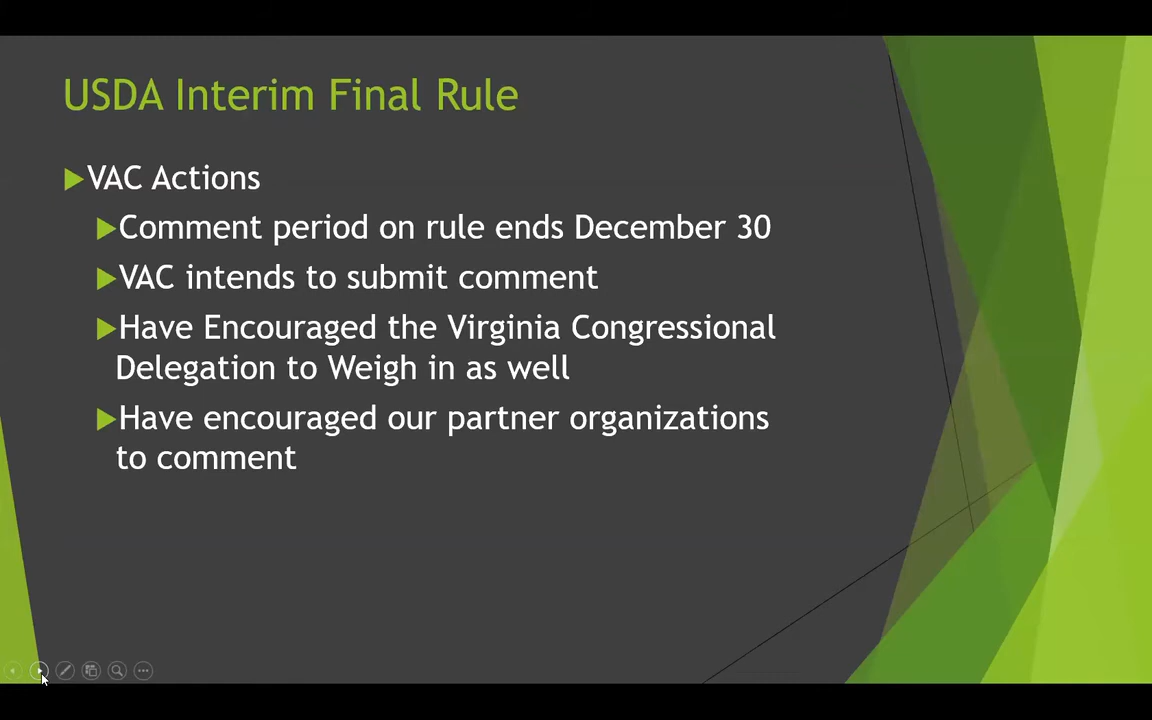 USDA Interim Final Rule
VAC Actions
Comment period on rule ends December 30
VAC intends to submit comment
Have Encouraged the Virginia Congressional
Delegation to Weigh in as well
Have encouraged our partner organizations
to comment